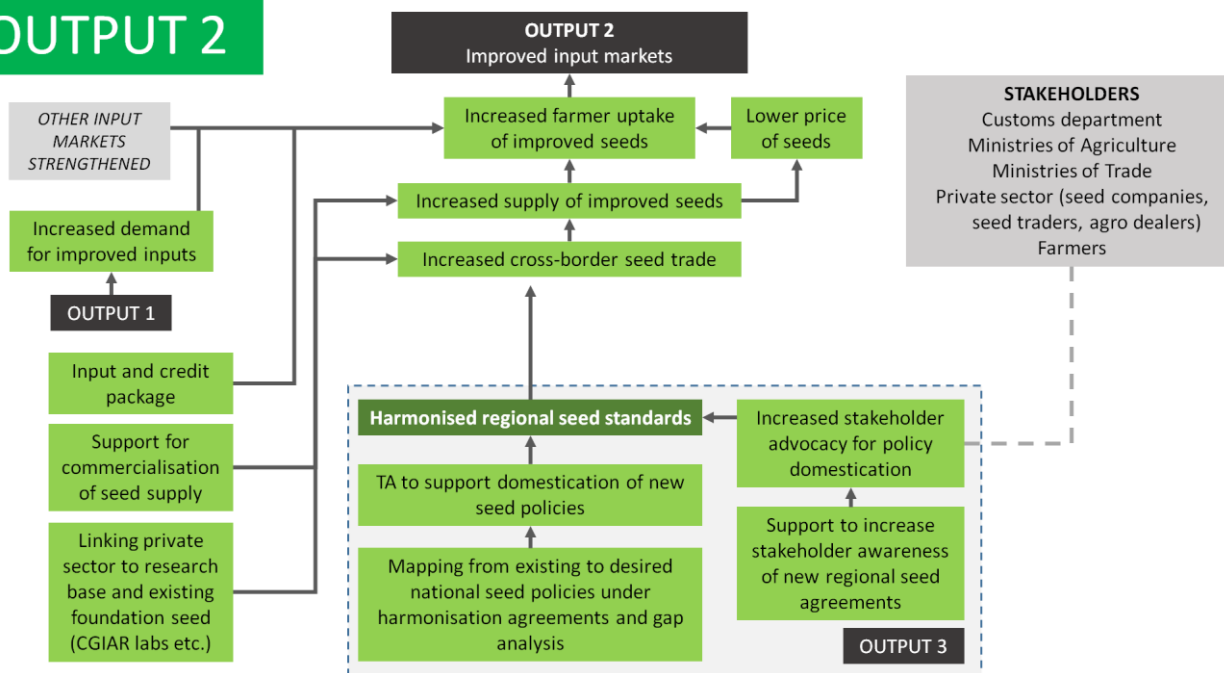 OUTPUT 2
OUTPUT 2
Improved input markets
OTHER INPUT
MARKETS
STRENGTHENED
Increased farmer uptake
of improved seeds
Lower price
of seeds
STAKEHOLDERS
Customs department
Ministries of Agriculture
Ministries of Trade
Private sector (seed companies,
seed traders, agro dealers)
Farmers
Increased supply of improved seeds
Increased demand
for improved inputs
Increased cross-border seed trade
OUTPUT 1
Input and credit
package
Support for
commercialisation
of seed supply
Linking private
sector to research
base and existing
foundation seed
(CGIAR labs etc.)
Harmonised regional seed standards
TA to support domestication of new
seed policies
Mapping from existing to desired
national seed policies under
harmonisation agreements and gap
analysis
Increased stakeholder
advocacy for policy
domestication
Support to increase
stakeholder awareness
of new regional seed
agreements
OUTPUT 3